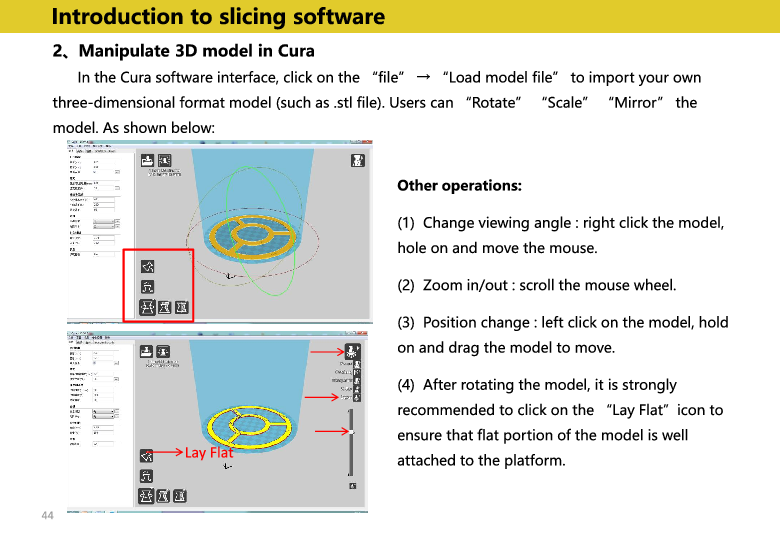 Introduction to slicing software
2、Manipulate 3D model in Cura
In the Cura software interface, click on the “file” → “Load model file” to import your own
three-dimensional format model (such as .stl file). Users can “Rotate” “Scale” “Mirror” the
model. As shown below:
Lay Flat
Other operations:
(1) Change viewing angle : right click the model,
hole on and move the mouse.
(2) Zoom in/out : scroll the mouse wheel.
(3) Position change : left click on the model, hold
on and drag the model to move.
(4) After rotating the model, it is strongly
recommended to click on the “Lay Flat” icon to
ensure that flat portion of the model is well
attached to the platform.
44